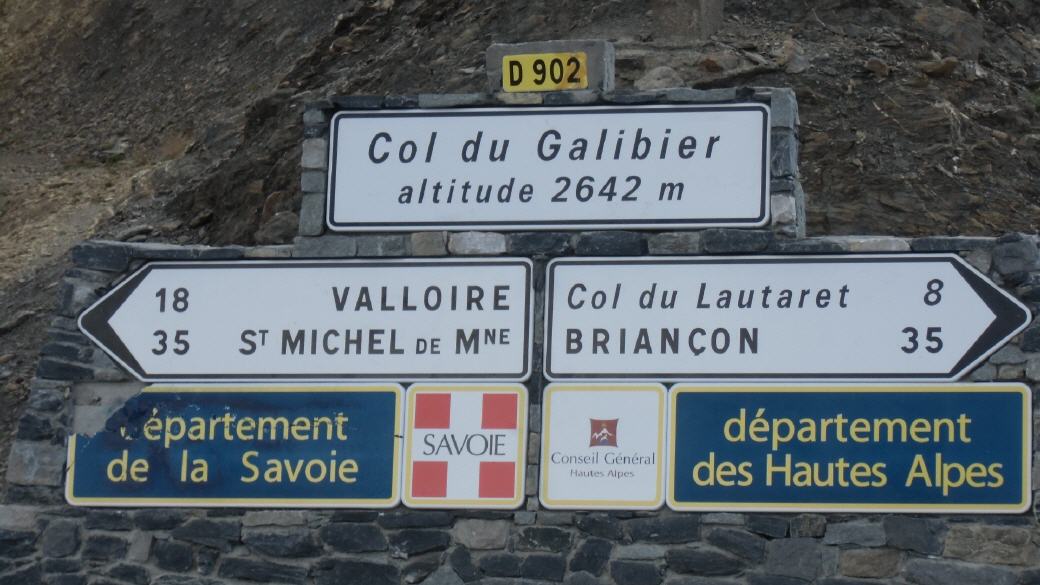 D 902
Col du Galibier
altitude 2642 m
18 VALLOIRE
35 ST MICHEL DE MNE
Col du Lautaret 8
BRIANÇON 35
département
de la Savoie
SAVOIE
Conseil Général
Hautes Alpes
département
des Hautes Alpes